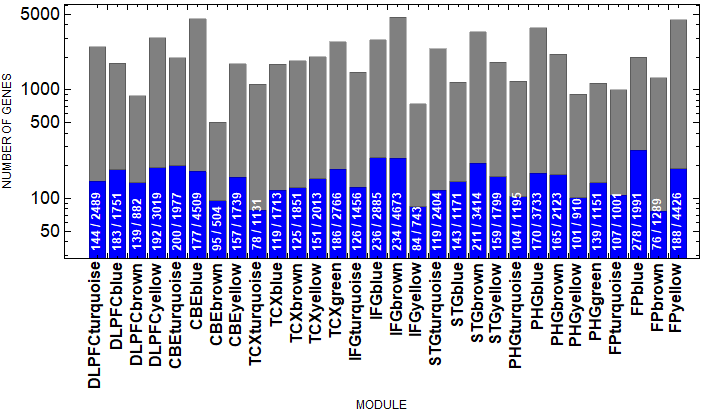 NUMBER OF GENES
5000
1000
500
100
50
144 / 2489
183 / 1751
139 / 882
192 / 3019
200 / 1977
177 / 4509
95 / 504
157 / 1739
78 / 1131
119 / 1713
125 / 1851
151 / 2013
186 / 2766
126 / 1456
236 / 2885
234 / 4673
84 / 743
119 / 2404
143 / 1171
211 / 3414
159 / 1799
104 / 1195
170 / 3733
165 / 2123
101 / 910
139 / 1151
107 / 1001
278 / 1991
76 / 1289
188 / 4426
DLPFCturquoise
DLPFCblue
DLPFCbrown
DLPFCyellow
CBEturquoise
CBEblue
CBEbrown
CBEyellow
TCXturquoise
TCXblue
TCXbrown
TCXyellow
TCXgreen
IFGturquoise
IFGblue
IFGbrown
IFGyellow
STGturquoise
STGblue
STGbrown
STGyellow
PHGturquoise
PHGblue
PHGbrown
PHGyellow
PHGgreen
FPturquoise
FPblue
FPbrown
FPyellow
MODULE